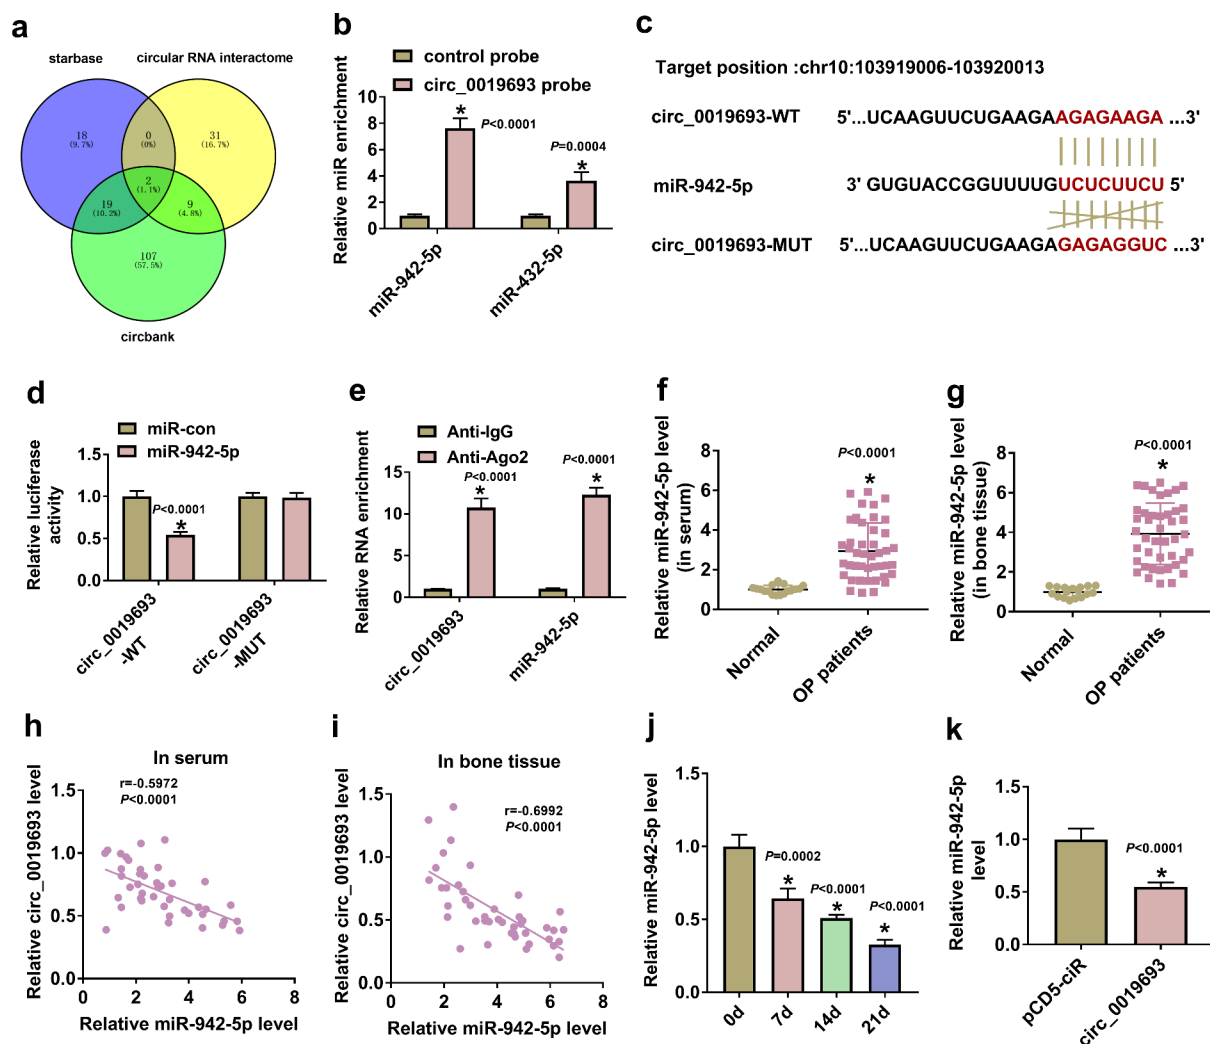 a
starbase
circular RNA interactome
18
(9.7%)
0
(0%)
31
(16.7%)
2
(1.1%)
19
(10.2%)
9
(4.8%)
107
(57.5%)
circbank
b
control probe
circ_0019693 probe
Relative miR enrichment
10
8
6
4
2
0
*
P<0.0001
P=0.0004
*
miR-942-5p
miR-432-5p
c
Target position :chr10:103919006-103920013
circ_0019693-WT 5'...UCAAGUUCUGAAGAAGAGAAGA ...3'
miR-942-5p 3' GUGUACCGGUUUUGUCUCUUCU 5'
circ_0019693-MUT 5'...UCAAGUUCUGAAGAGAGAGGUC ...3'
d
miR-con
miR-942-5p
Relative luciferase
activity
1.5
1.0
0.5
0.0
P<0.0001
*
circ_0019693
-WT
circ_0019693
-MUT
e
Anti-IgG
Anti-Ago2
Relative RNA enrichment
15
10
5
0
P<0.0001
*
P<0.0001
*
circ_0019693
miR-942-5p
f
Relative miR-942-5p level
(in serum)
8
6
4
2
0
P<0.0001
*
Normal
OP patients
g
Relative miR-942-5p level
(in bone tissue)
8
6
4
2
0
P<0.0001
*
Normal
OP patients
h
In serum
r=-0.5972
P<0.0001
Relative circ_0019693 level
1.5
1.0
0.5
0.0
0 2 4 6 8
Relative miR-942-5p level
i
In bone tissue
r=-0.6992
P<0.0001
Relative circ_0019693 level
1.5
1.0
0.5
0.0
0 2 4 6 8
Relative miR-942-5p level
j
Relative miR-942-5p level
1.5
1.0
0.5
0.0
P=0.0002
*
P<0.0001
*
P<0.0001
*
0d
7d
14d
21d
k
Relative miR-942-5p
level
1.5
1.0
0.5
0.0
P<0.0001
*
pCD5-ciR
circ_0019693